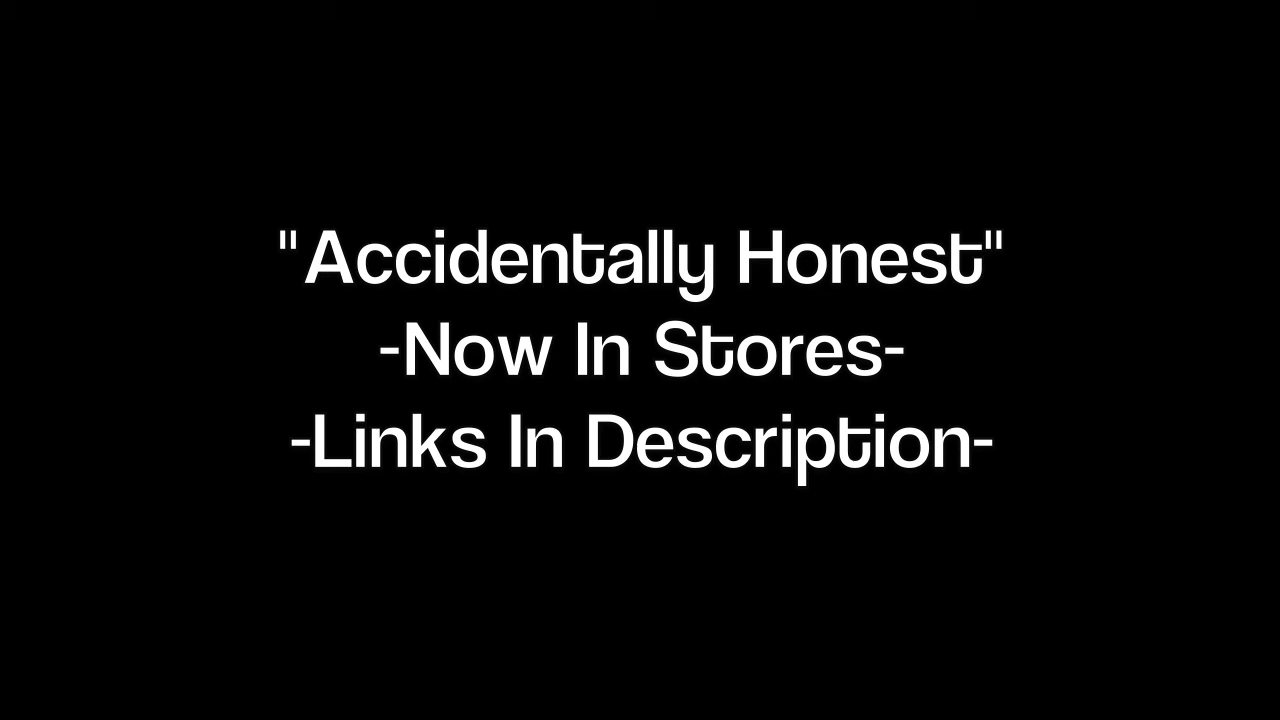 "Accidentally Honest"
-Now In Stores-
-Links In Description-